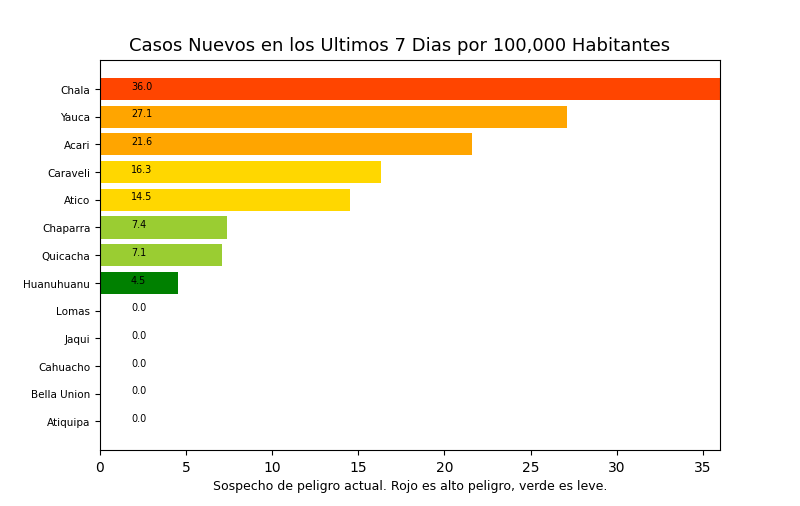 Casos Nuevos en los Ultimos 7 Dias por 100,000 Habitantes
Chala 36.0
Yauca 27.1
Acari 21.6
Caraveli 16.3
Atico 14.5
Chaparra 7.4
Quicacha 7.1
Huanuhuanu 4.5
Lomas 0.0
Jaqui 0.0
Cahuacho 0.0
Bella Union 0.0
Atiquipa 0.0
0 5 10 15 20 25 30 35
Sospecho de peligro actual. Rojo es alto peligro, verde es leve.